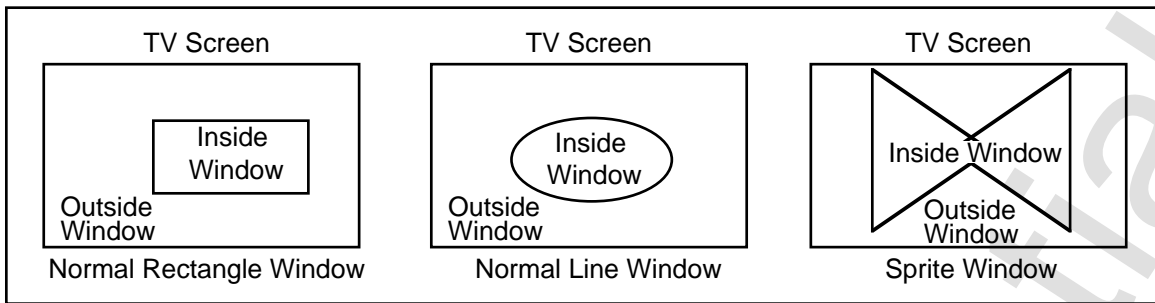 TV Screen
Inside
Window
Outside
Window
Normal Rectangle Window
TV Screen
Inside
Window
Outside
Window
Normal Line Window
TV Screen
Inside Window
Outside
Window
Sprite Window